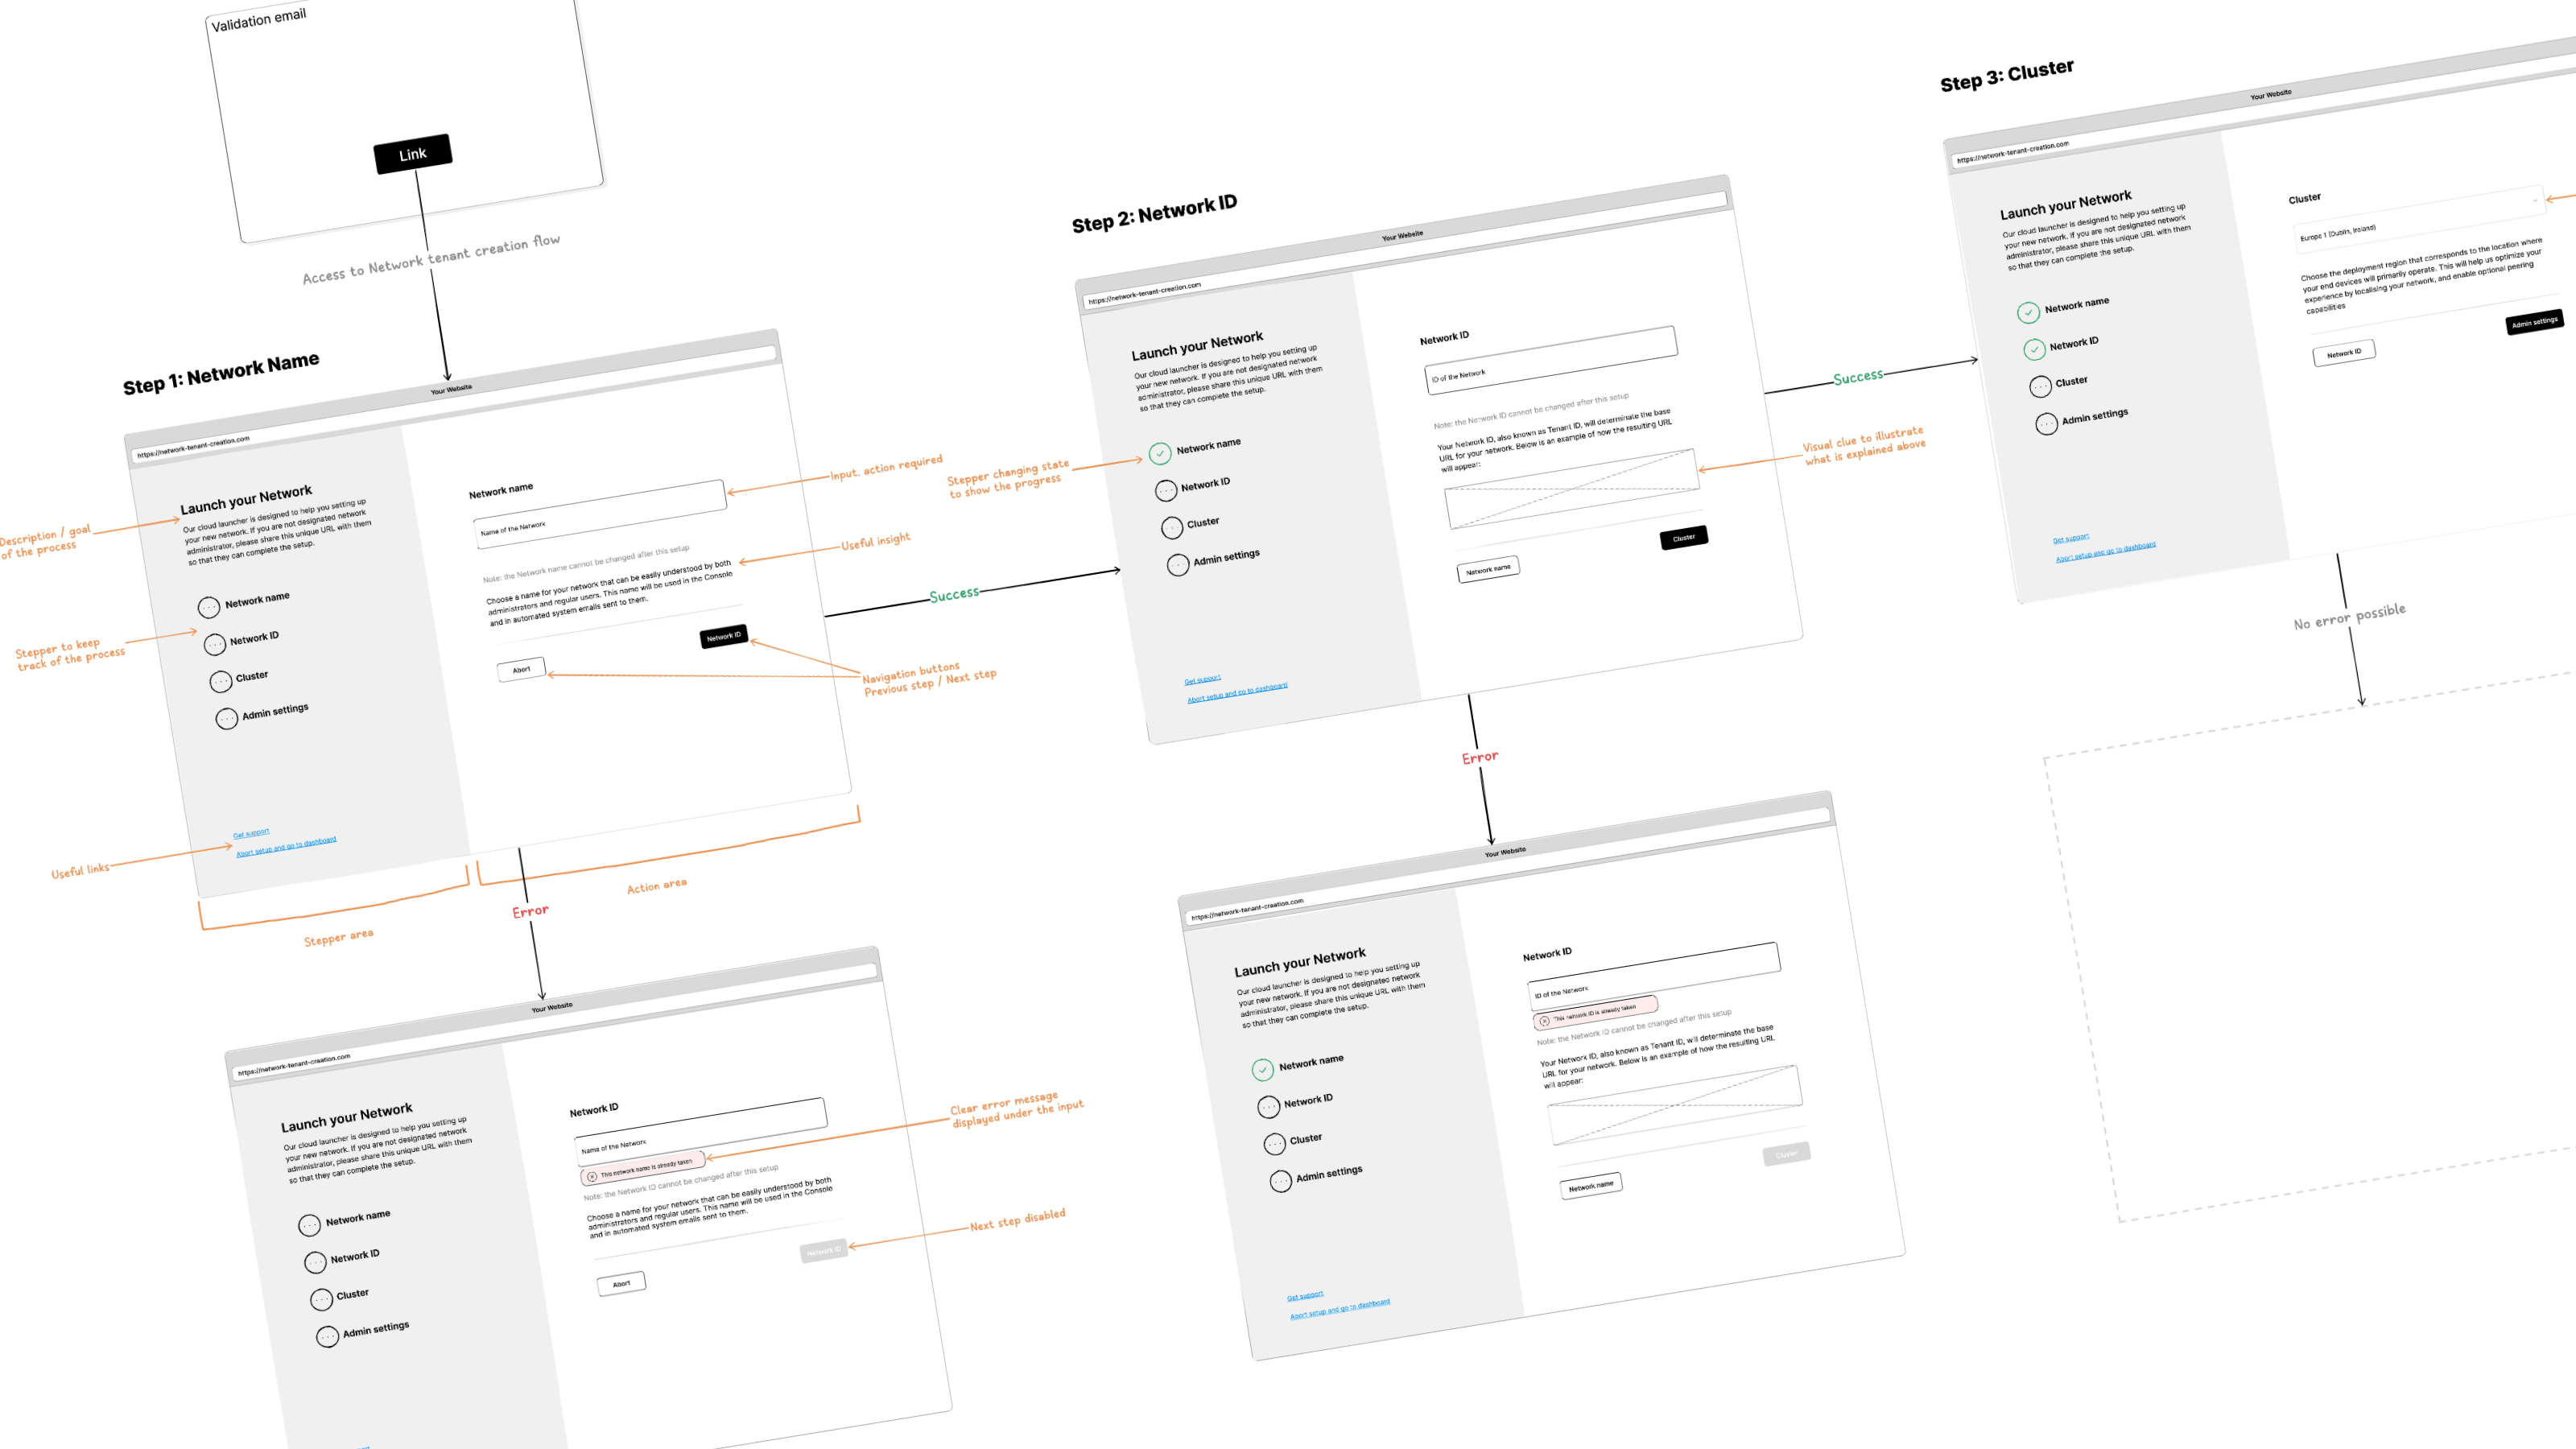 Validation email
Link
Access to Network tenant creation flow
Step 1: Network Name
Your Website
https://network-tenant-creation.com
Launch your Network
Our cloud launcher is designed to help you setting up
your new network. If you are not designated network
administrator, please share this unique URL with them
so that they can complete the setup.
Network name
Network ID
Cluster
Admin settings
Get support
Abort setup and go to dashboard
Network name
Name of the Network
Note: the Network name cannot be changed after this setup
Choose a name for your network that can be easily understood by both
administrators and regular users. This name will be used in the Console
and in automated system emails sent to them.
Abort
Network ID
Description / goal
of the process
Stepper to keep
track of the process
Useful links
Stepper area
Action area
Input, action required
Useful insight
Navigation buttons
Previous step / Next step
Success
Error
Your Website
https://network-tenant-creation.com
Launch your Network
Our cloud launcher is designed to help you setting up
your new network. If you are not designated network
administrator, please share this unique URL with them
so that they can complete the setup.
Network name
Network ID
Cluster
Admin settings
Network ID
Name of the Network
This network name is already taken
Note: the Network ID cannot be changed after this setup
Choose a name for your network that can be easily understood by both
administrators and regular users. This name will be used in the Console
and in automated system emails sent to them.
Abort
Network ID
Clear error message
displayed under the input
Next step disabled
Step 2: Network ID
Your Website
https://network-tenant-creation.com
Launch your Network
Our cloud launcher is designed to help you setting up
your new network. If you are not designated network
administrator, please share this unique URL with them
so that they can complete the setup.
Network name
Network ID
Cluster
Admin settings
Get support
Abort setup and go to dashboard
Network ID
ID of the Network
Note: the Network ID cannot be changed after this setup
Your Network ID, also known as Tenant ID, will determinate the base
URL for your network. Below is an example of how the resulting URL
will appear:
Network name
Cluster
Stepper changing state
to show the progress
Visual clue to illustrate
what is explained above
Success
Error
Your Website
https://network-tenant-creation.com
Launch your Network
Our cloud launcher is designed to help you setting up
your new network. If you are not designated network
administrator, please share this unique URL with them
so that they can complete the setup.
Network name
Network ID
Cluster
Admin settings
Get support
Abort setup and go to dashboard
Network ID
ID of the Network
This network ID is already taken
Note: the Network ID cannot be changed after this setup
Your Network ID, also known as Tenant ID, will determinate the base
URL for your network. Below is an example of how the resulting URL
will appear:
Network name
Cluster
Step 3: Cluster
Your Website
https://network-tenant-creation.com
Launch your Network
Our cloud launcher is designed to help you setting up
your new network. If you are not designated network
administrator, please share this unique URL with them
so that they can complete the setup.
Network name
Network ID
Cluster
Admin settings
Get support
Abort setup and go to dashboard
Cluster
Europe 1 (Dublin, Ireland)
Choose the deployment region that corresponds to the location where
your end devices will primarily operate. This will help us optimize your
experience by localising your network, and enable optional peering
capabilities
Network ID
Admin settings
No error possible